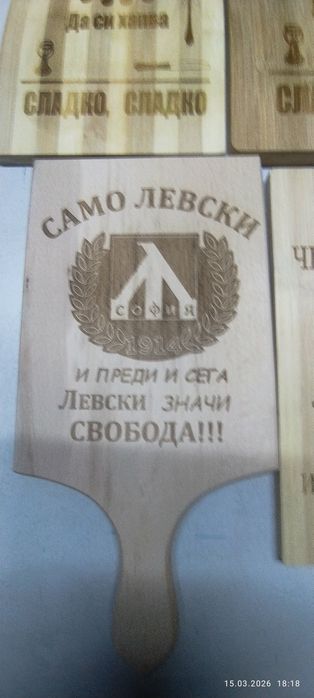 Да си хапва
СЛАДКО, СЛАДКО
САМО ЛЕВСКИ
СОФИЯ
1914
И ПРЕДИ И СЕГА
ЛЕВСКИ ЗНАЧИ
СВОБОДА!!!
15.03.2026 18:18